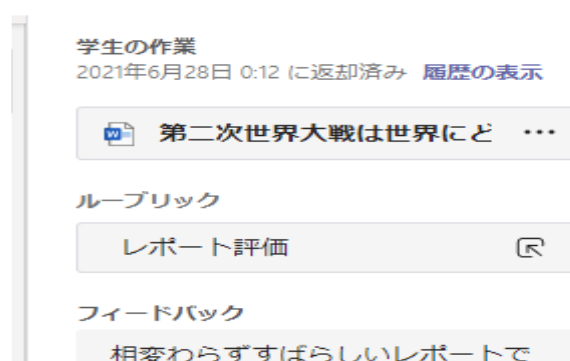 学生の作業
2021年6月28日 0:12 に返却済み 履歴の表示
第二次世界大戦は世界にど ···
ルーブリック
レポート評価
フィードバック
相変わらずすばらしいレポートで